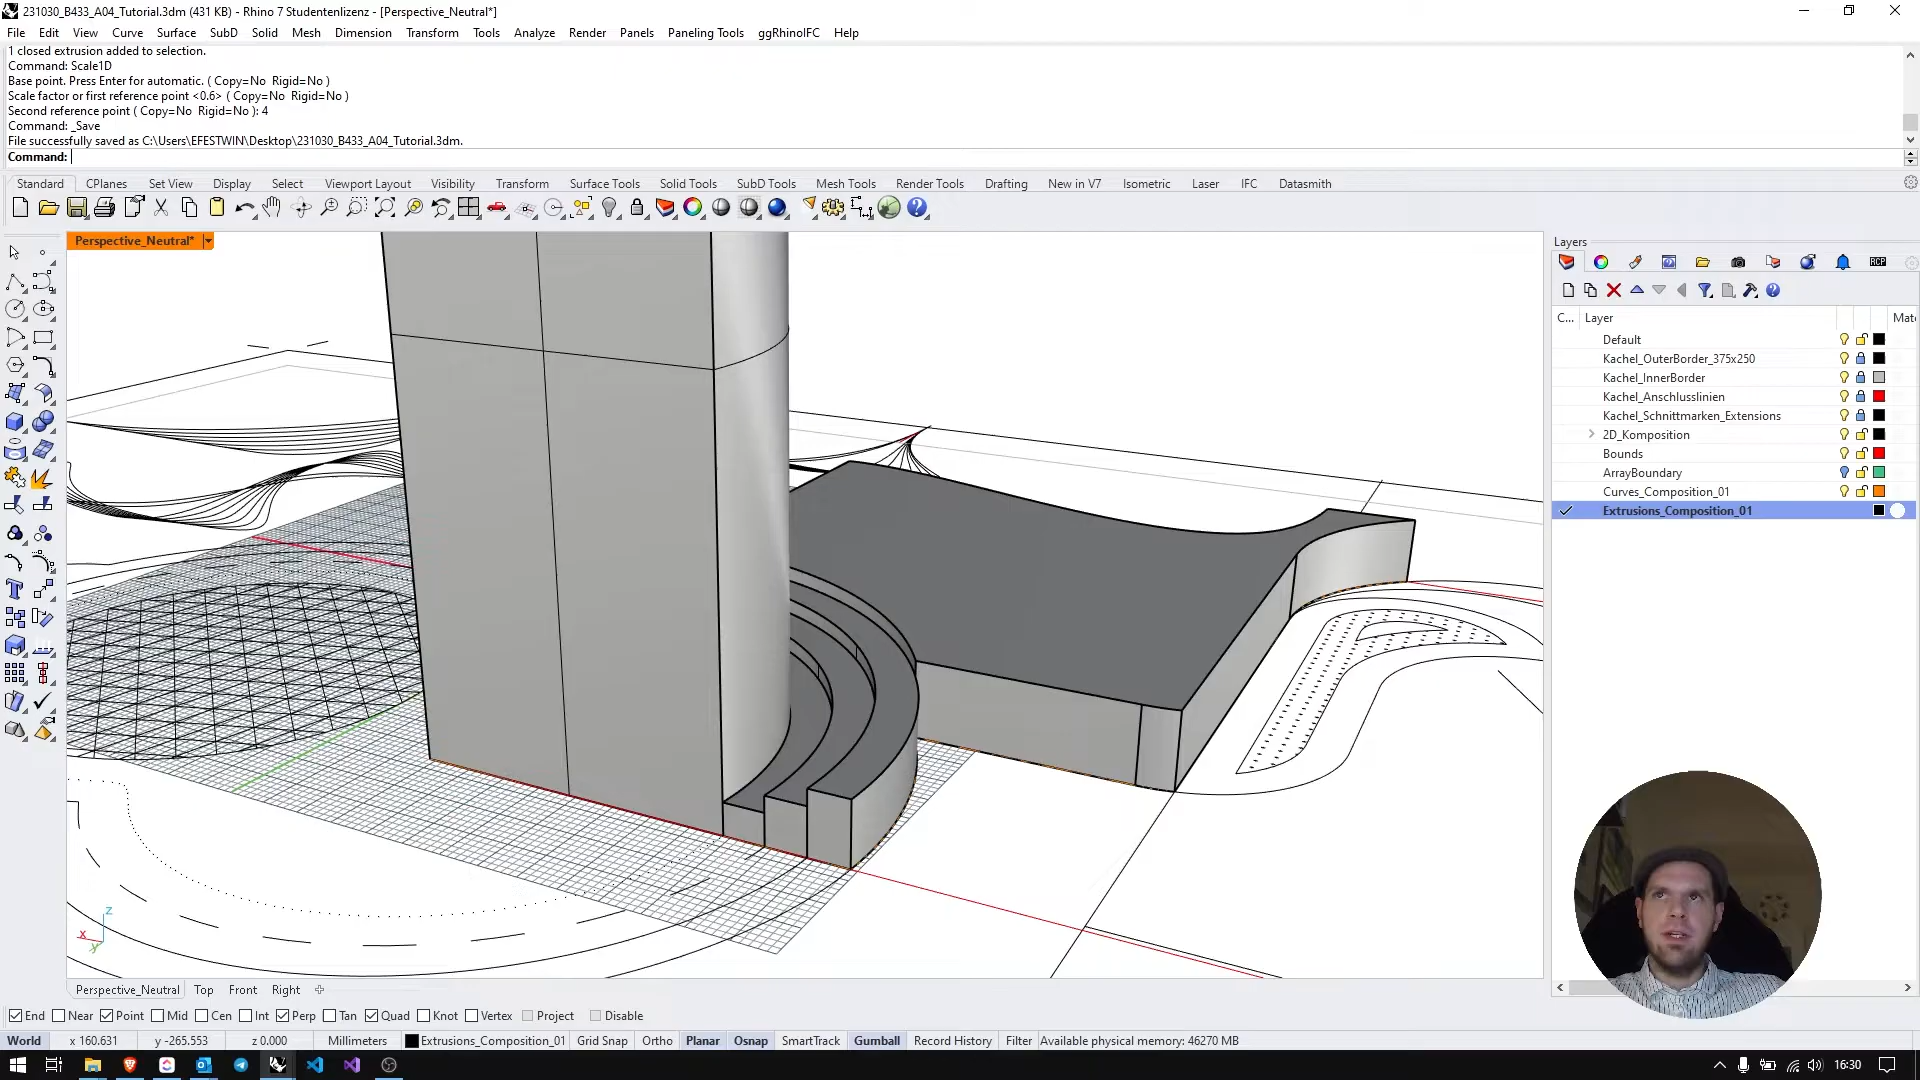 231030_B433_A04_Tutorial.3dm (431 KB) - Rhino 7 Studentenlizenz - [Perspective_Neutral*]
File Edit View Curve Surface SubD Solid Mesh Dimension Transform Tools Analyze Render Panels Paneling Tools ggRhinoIFC Help
1 closed extrusion added to selection.
Command: Scale1D
Base point. Press Enter for automatic. ( Copy=No Rigid=No )
Scale factor or first reference point <0.6> ( Copy=No Rigid=No )
Second reference point ( Copy=No Rigid=No ): 4
Command: _Save
File successfully saved as C:\Users\EFESTWIN\Desktop\231030_B433_A04_Tutorial.3dm.
Command:
Standard CPlanes Set View Display Select Viewport Layout Visibility Transform Surface Tools Solid Tools SubD Tools Mesh Tools Render Tools Drafting New in V7 Isometric Laser IFC Datasmith
Perspective_Neutral*
Layers
RCP
C... Layer Mate
Default
Kachel_OuterBorder_375x250
Kachel_InnerBorder
Kachel_Anschlusslinien
Kachel_Schnittmarken_Extensions
2D_Komposition
Bounds
ArrayBoundary
Curves_Composition_01
Extrusions_Composition_01
z
x
y
Perspective_Neutral Top Front Right
End Near Point Mid Cen Int Perp Tan Quad Knot Vertex Project Disable
World x 160.631 y -265.553 z 0.000 Millimeters Extrusions_Composition_01 Grid Snap Ortho Planar Osnap SmartTrack Gumball Record History Filter Available physical memory: 46270 MB
16:30